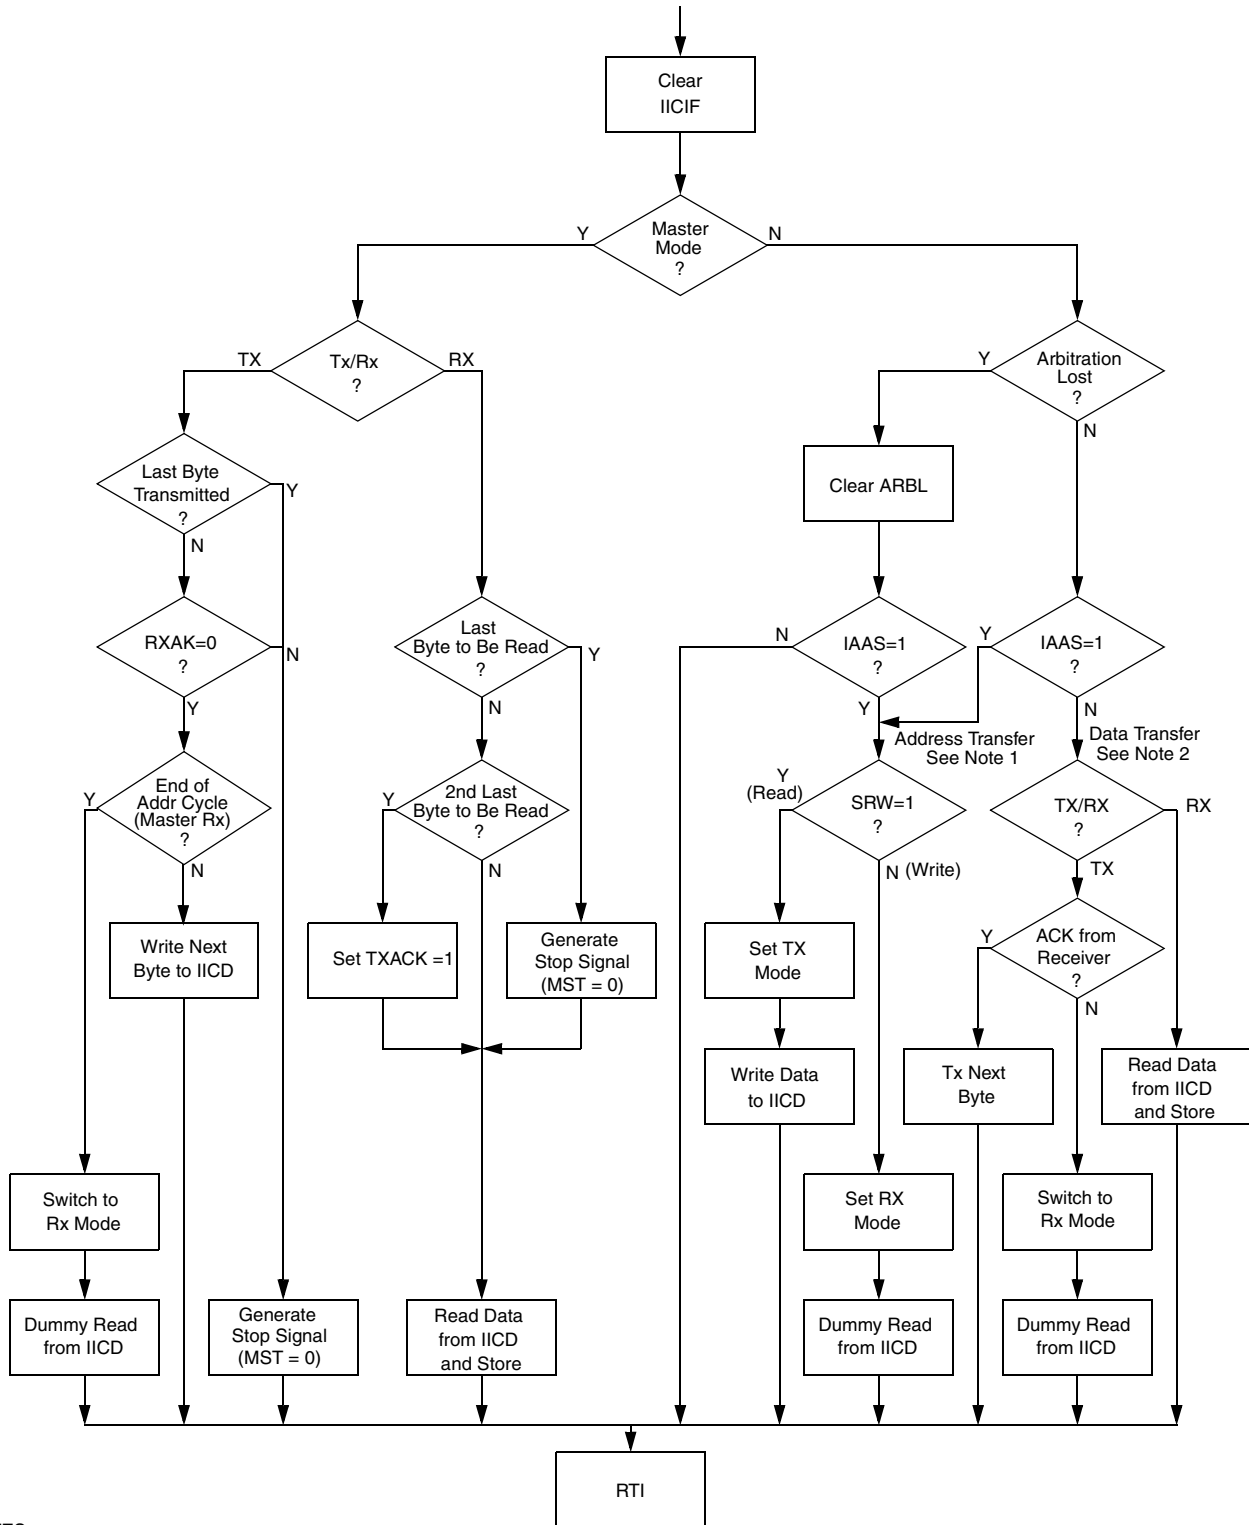 Clear
IICIF
Master
Mode
?
Y
N
Tx/Rx
?
TX
RX
Arbitration
Lost
?
Y
N
Last Byte
Transmitted
?
Y
N
Clear ARBL
RXAK=0
?
N
Y
Last
Byte to Be Read
?
Y
N
IAAS=1
?
N
Y
IAAS=1
?
Y
N
Address Transfer
See Note 1
Data Transfer
See Note 2
End of
Addr Cycle
(Master Rx)
?
Y
N
2nd Last
Byte to Be Read
?
Y
N
Y
(Read)
SRW=1
?
N (Write)
TX/RX
?
RX
TX
Write Next
Byte to IICD
Set TXACK =1
Generate
Stop Signal
(MST = 0)
Set TX
Mode
ACK from
Receiver
?
Y
N
Write Data
to IICD
Tx Next
Byte
Read Data
from IICD
and Store
Switch to
Rx Mode
Set RX
Mode
Switch to
Rx Mode
Dummy Read
from IICD
Generate
Stop Signal
(MST = 0)
Read Data
from IICD
and Store
Dummy Read
from IICD
Dummy Read
from IICD
RTI